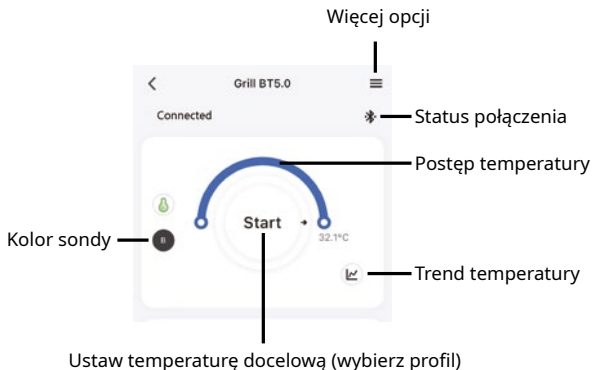 Więcej opcji
Grill BT5.0
Connected
Status połączenia
Postęp temperatury
Start
32.1°C
Kolor sondy
B
Trend temperatury
Ustaw temperaturę docelową (wybierz profil)